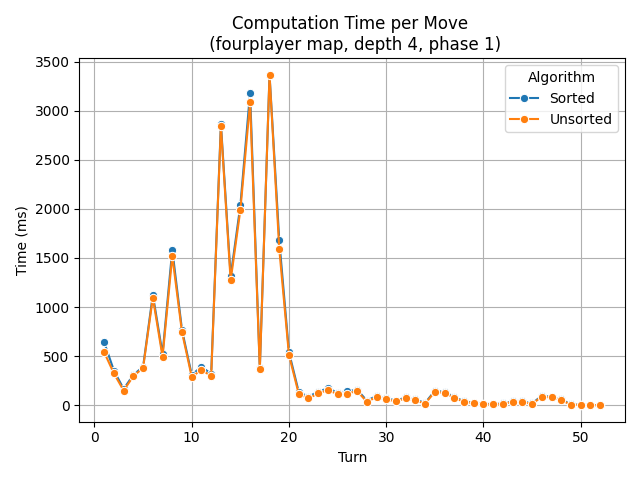 Computation Time per Move
(fourplayer map, depth 4, phase 1)
Algorithm
Sorted
Unsorted
Time (ms)
3500
3000
2500
2000
1500
1000
500
0
0 10 20 30 40 50
Turn